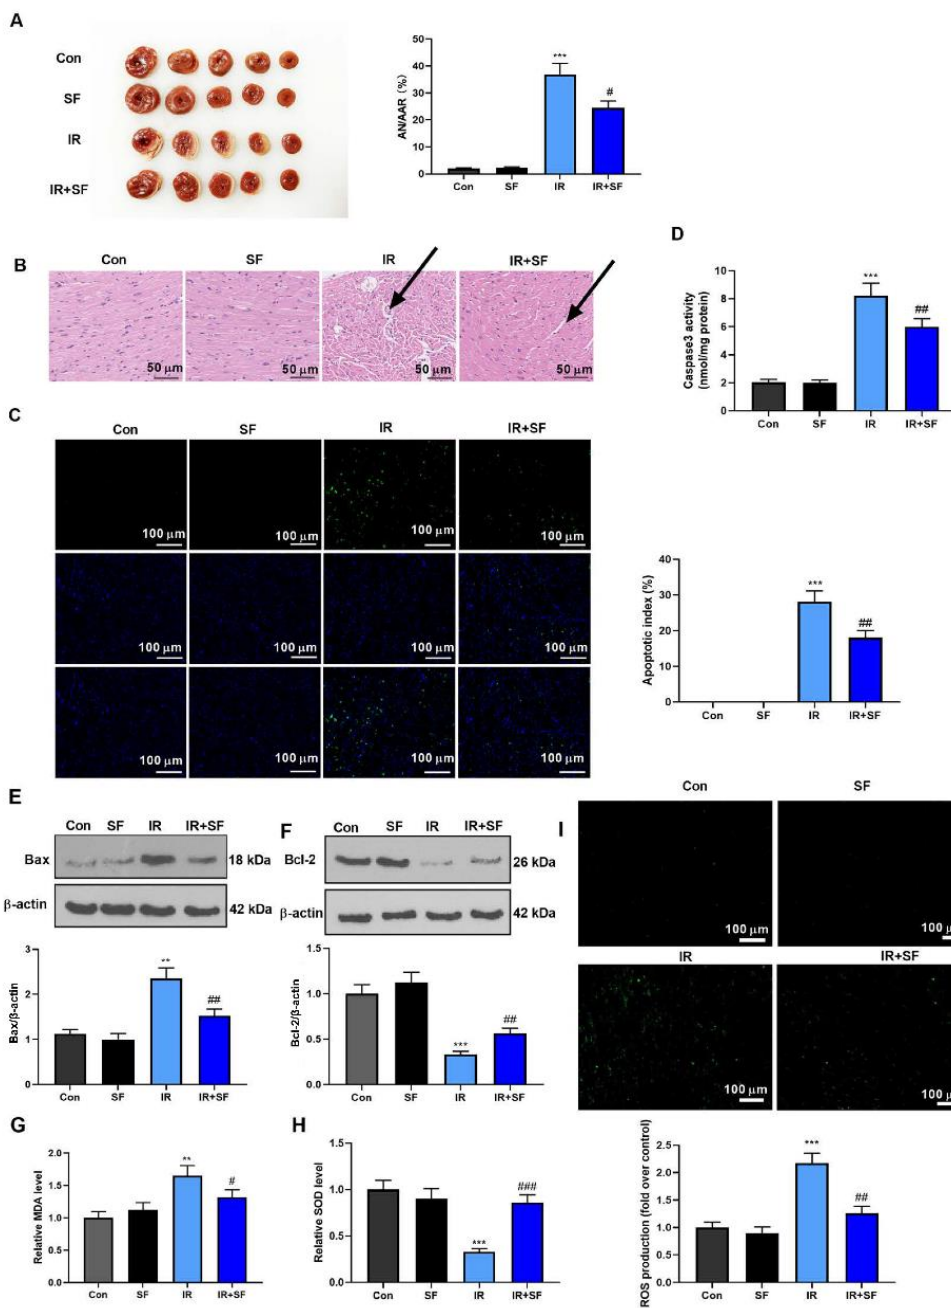 A
Con
SF
IR
IR+SF
AN/AAR (%)
50
40
30
20
10
0
***
#
Con SF IR IR+SF
B
Con SF IR IR+SF
50 μm 50 μm 50 μm 50 μm
D
Caspase3 activity
(nmol/mg protein)
10
8
6
4
2
0
***
##
Con SF IR IR+SF
C
Con SF IR IR+SF
100 μm 100 μm 100 μm 100 μm
100 μm 100 μm 100 μm 100 μm
100 μm 100 μm 100 μm 100 μm
Apoptotic index (%)
40
30
20
10
0
***
##
Con SF IR IR+SF
E
Con SF IR IR+SF
Bax 18 kDa
β-actin 42 kDa
Bax/β-actin
3
2
1
0
**
##
Con SF IR IR+SF
F
Con SF IR IR+SF
Bcl-2 26 kDa
β-actin 42 kDa
Bcl-2/β-actin
1.5
1.0
0.5
0.0
***
##
Con SF IR IR+SF
G
Relative MDA level
2.0
1.5
1.0
0.5
0.0
**
#
Con SF IR IR+SF
H
Relative SOD level
1.5
1.0
0.5
0.0
***
###
Con SF IR IR+SF
I
Con SF
100 μm 100 μm
IR IR+SF
100 μm 100 μm
ROS production (fold over control)
2.5
2.0
1.5
1.0
0.5
0.0
***
##
Con SF IR IR+SF